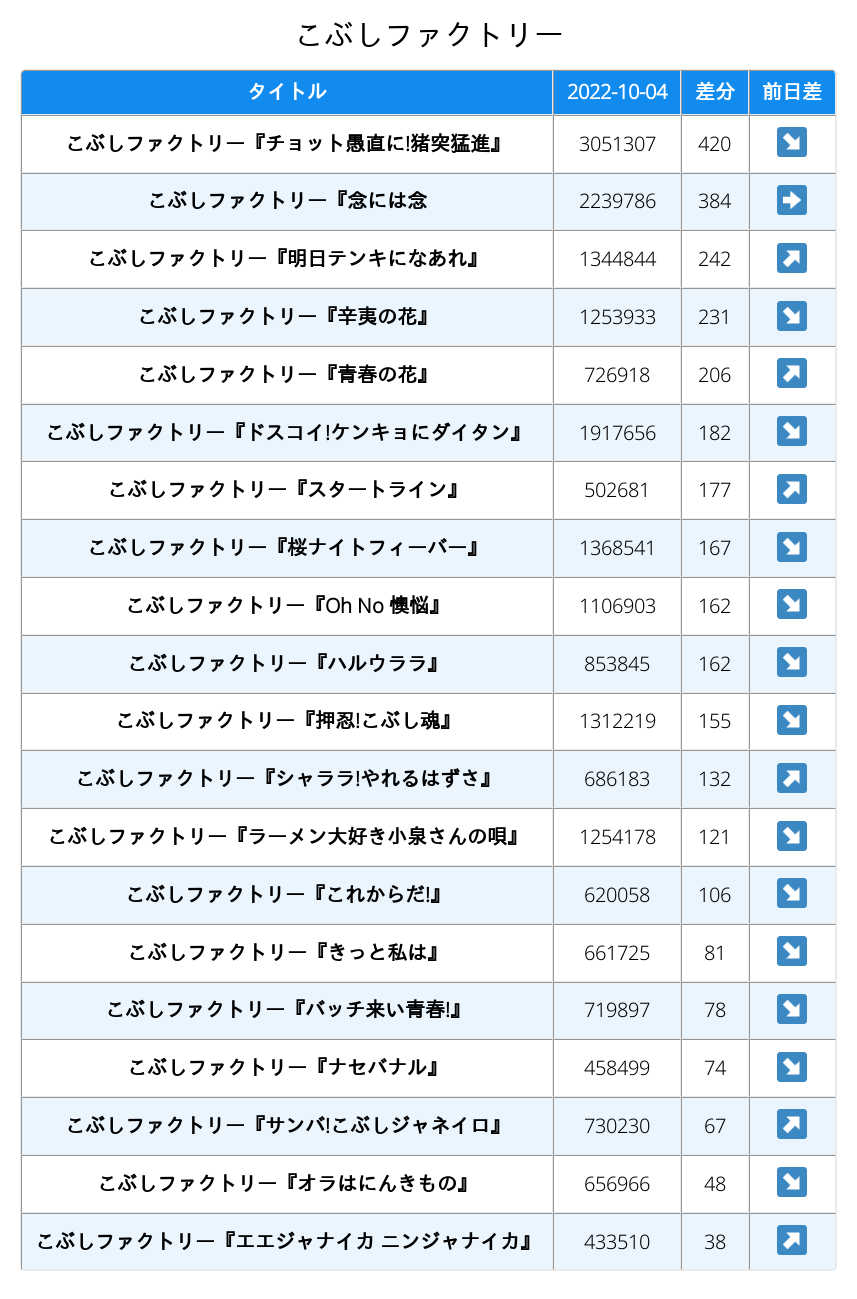 こぶしファクトリー
タイトル 2022-10-04 差分 前日差
こぶしファクトリー『チョット愚直に!猪突猛進』 3051307 420 ↘
こぶしファクトリー『念には念 2239786 384 ➡
こぶしファクトリー『明日テンキになあれ』 1344844 242 ↗
こぶしファクトリー『辛夷の花』 1253933 231 ↘
こぶしファクトリー『青春の花』 726918 206 ↗
こぶしファクトリー『ドスコイ!ケンキョにダイタン』 1917656 182 ↘
こぶしファクトリー『スタートライン』 502681 177 ↗
こぶしファクトリー『桜ナイトフィーバー』 1368541 167 ↘
こぶしファクトリー『Oh No 懊悩』 1106903 162 ↘
こぶしファクトリー『ハルウララ』 853845 162 ↘
こぶしファクトリー『押忍!こぶし魂』 1312219 155 ↘
こぶしファクトリー『シャララ!やれるはずさ』 686183 132 ↗
こぶしファクトリー『ラーメン大好き小泉さんの唄』 1254178 121 ↘
こぶしファクトリー『これからだ!』 620058 106 ↘
こぶしファクトリー『きっと私は』 661725 81 ↘
こぶしファクトリー『バッチ来い青春!』 719897 78 ↘
こぶしファクトリー『ナセバナル』 458499 74 ↘
こぶしファクトリー『サンバ!こぶしジャネイロ』 730230 67 ↗
こぶしファクトリー『オラはにんきもの』 656966 48 ↘
こぶしファクトリー『エエジャナイカ ニンジャナイカ』 433510 38 ↗